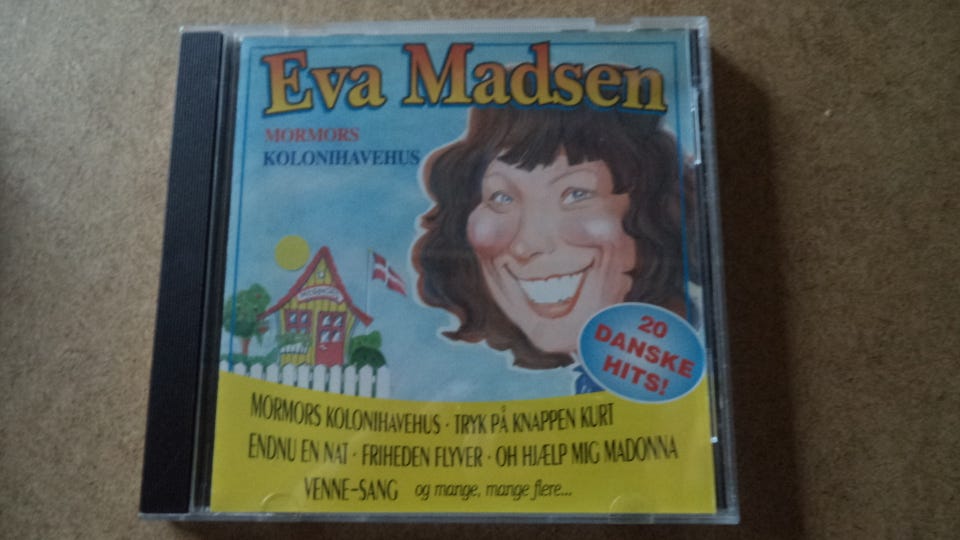 Eva Madsen
MORMORS
KOLONIHAVEHUS
20
DANSKE
HITS!
MORMORS KOLONIHAVEHUS · TRYK PÅ KNAPPEN KURT
ENDNU EN NAT · FRIHEDEN FLYVER · OH HJÆLP MIG MADONNA
VENNE-SANG og mange, mange flere...